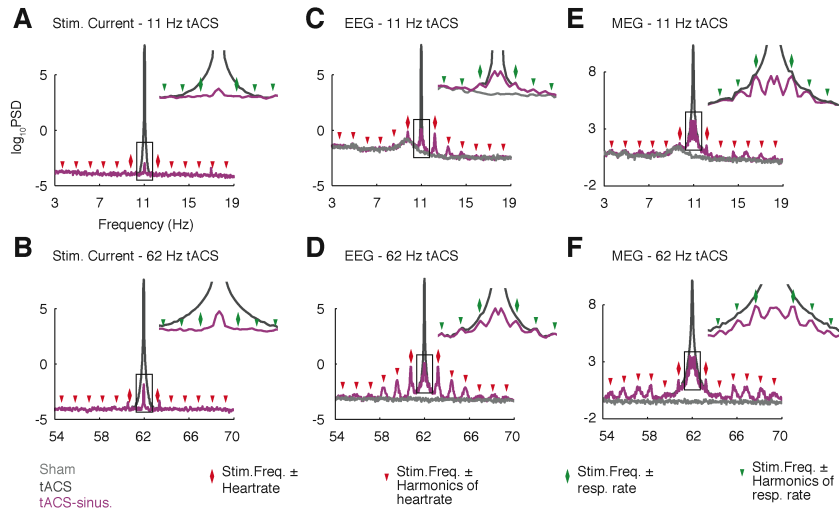 A Stim. Current - 11 Hz tACS
C EEG - 11 Hz tACS
E MEG - 11 Hz tACS
log10PSD
5
0
-5
3 7 11 15 19
Frequency (Hz)
5
0
-5
3 7 11 15 19
8
3
-2
3 7 11 15 19
B Stim. Current - 62 Hz tACS
D EEG - 62 Hz tACS
F MEG - 62 Hz tACS
5
0
-5
54 58 62 66 70
5
0
-5
54 58 62 66 70
8
3
-2
54 58 62 66 70
Sham
tACS
tACS-sinus.
Stim.Freq. ±
Heartrate
Stim.Freq. ±
Harmonics of
heartrate
Stim.Freq. ±
resp. rate
Stim.Freq. ±
Harmonics of
resp. rate